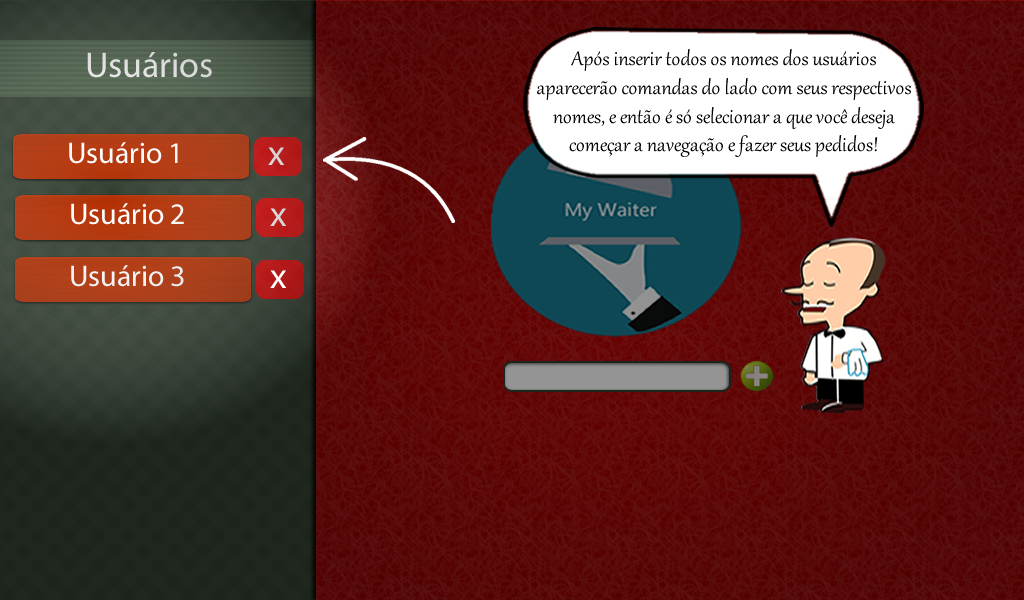 Usuários
Usuário 1
X
Usuário 2
X
Usuário 3
X
Após inserir todos os nomes dos usuários
aparecerão comandas do lado com seus respectivos
nomes, e então é só selecionar a que você deseja
começar a navegação e fazer seus pedidos!
My Waiter